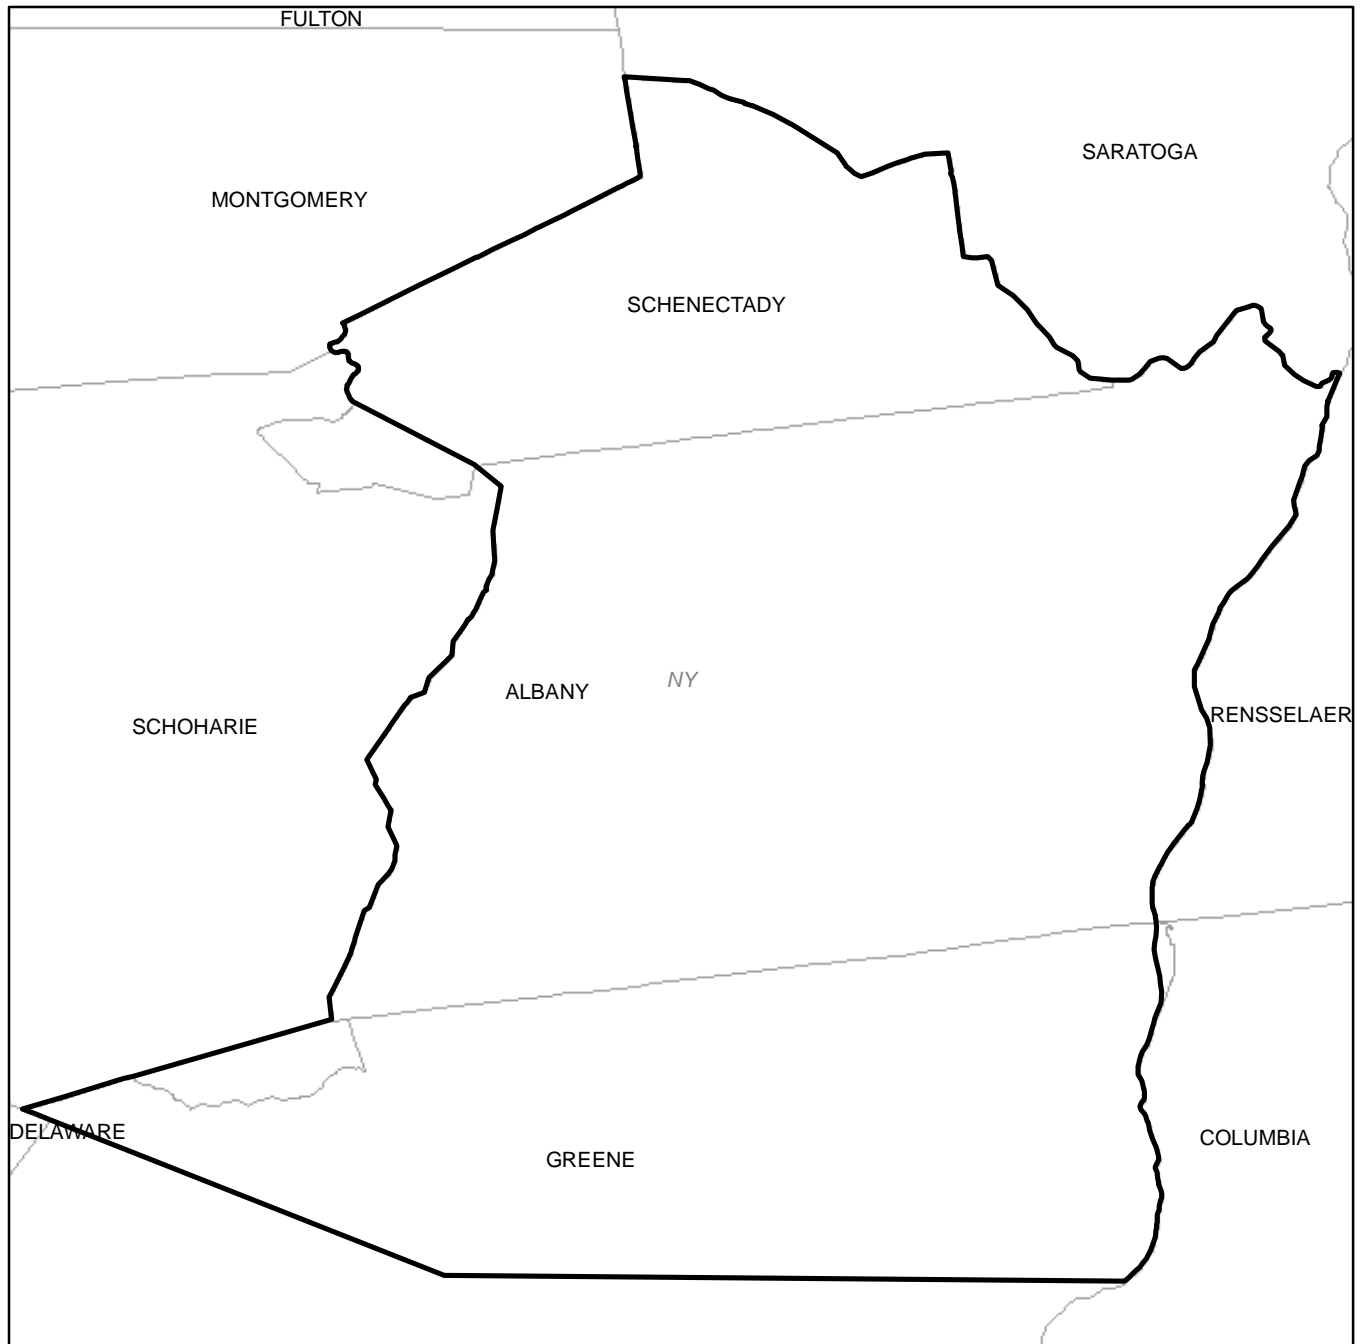 FULTON
SARATOGA
MONTGOMERY
SCHENECTADY
NY
ALBANY
RENSSELAER
SCHOHARIE
DELAWARE
COLUMBIA
GREENE